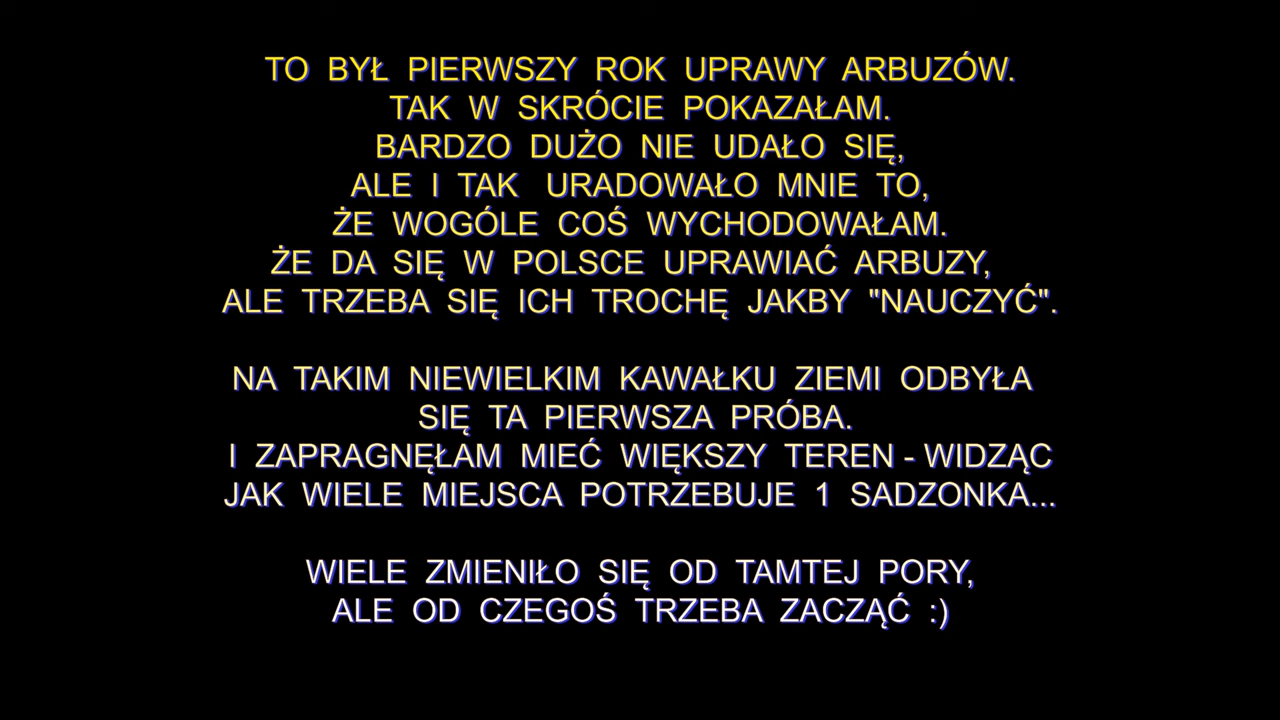 TO BYŁ PIERWSZY ROK UPRAWY ARBUZÓW.
TAK W SKRÓCIE POKAZAŁAM.
BARDZO DUŻO NIE UDAŁO SIĘ,
ALE I TAK URADOWAŁO MNIE TO,
ŻE WOGÓLE COŚ WYCHODOWAŁAM.
ŻE DA SIĘ W POLSCE UPRAWIAĆ ARBUZY,
ALE TRZEBA SIĘ ICH TROCHĘ JAKBY "NAUCZYĆ".
NA TAKIM NIEWIELKIM KAWAŁKU ZIEMI ODBYŁA
SIĘ TA PIERWSZA PRÓBA.
I ZAPRAGNĘŁAM MIEĆ WIĘKSZY TEREN - WIDZĄC
JAK WIELE MIEJSCA POTRZEBUJE 1 SADZONKA...
WIELE ZMIENIŁO SIĘ OD TAMTEJ PORY,
ALE OD CZEGOŚ TRZEBA ZACZĄĆ :)